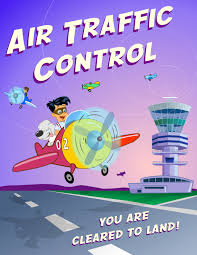 AIR TRAFFIC
CONTROL
02
YOU ARE
CLEARED TO LAND!